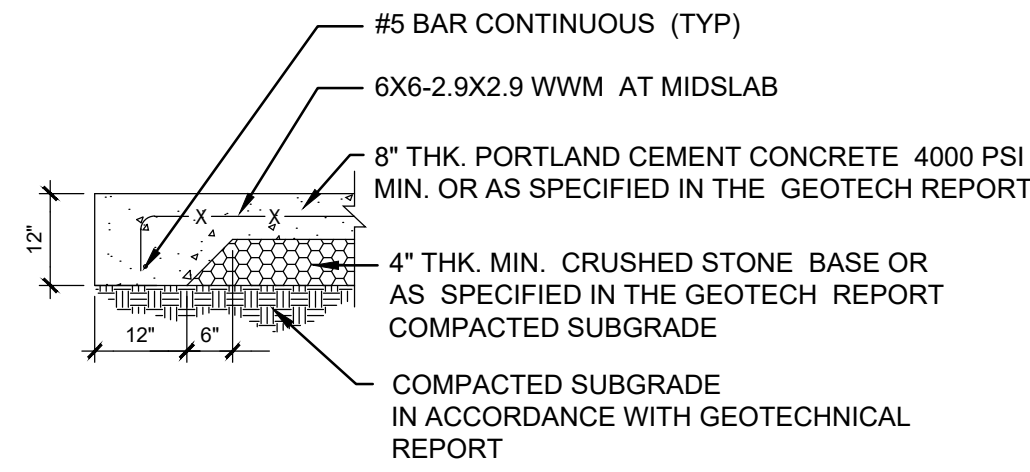 #5 BAR CONTINUOUS (TYP)
6X6-2.9X2.9 WWM AT MIDSLAB
8" THK. PORTLAND CEMENT CONCRETE 4000 PSI
MIN. OR AS SPECIFIED IN THE GEOTECH REPORT
X X
12"
4" THK. MIN. CRUSHED STONE BASE OR
AS SPECIFIED IN THE GEOTECH REPORT
COMPACTED SUBGRADE
12" 6"
COMPACTED SUBGRADE
IN ACCORDANCE WITH GEOTECHNICAL
REPORT